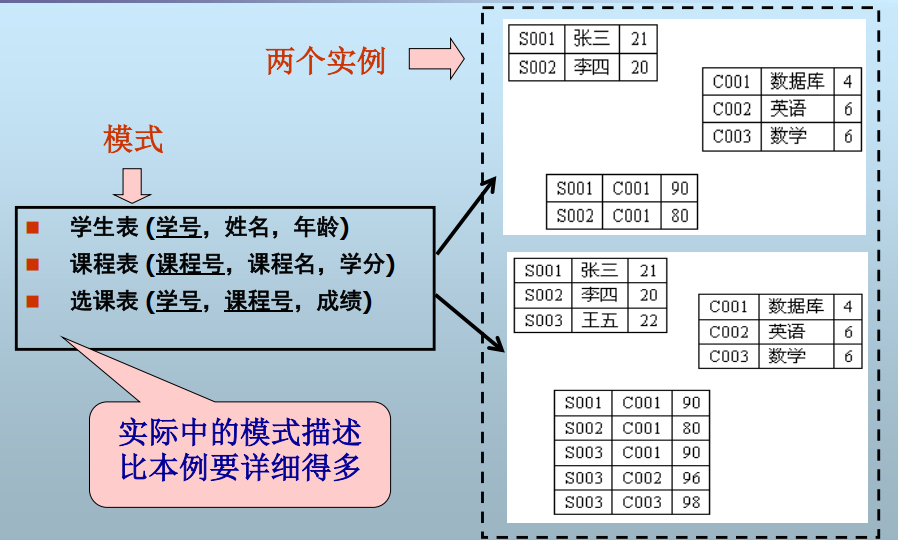 两个实例
模式
学生表 (学号，姓名，年龄)
课程表 (课程号，课程名，学分)
选课表 (学号，课程号，成绩)
实际中的模式描述
比本例要详细得多
S001 张三 21
S002 李四 20
C001 数据库 4
C002 英语 6
C003 数学 6
S001 C001 90
S002 C001 80
S001 张三 21
S002 李四 20
S003 王五 22
C001 数据库 4
C002 英语 6
C003 数学 6
S001 C001 90
S002 C001 80
S003 C001 90
S003 C002 96
S003 C003 98